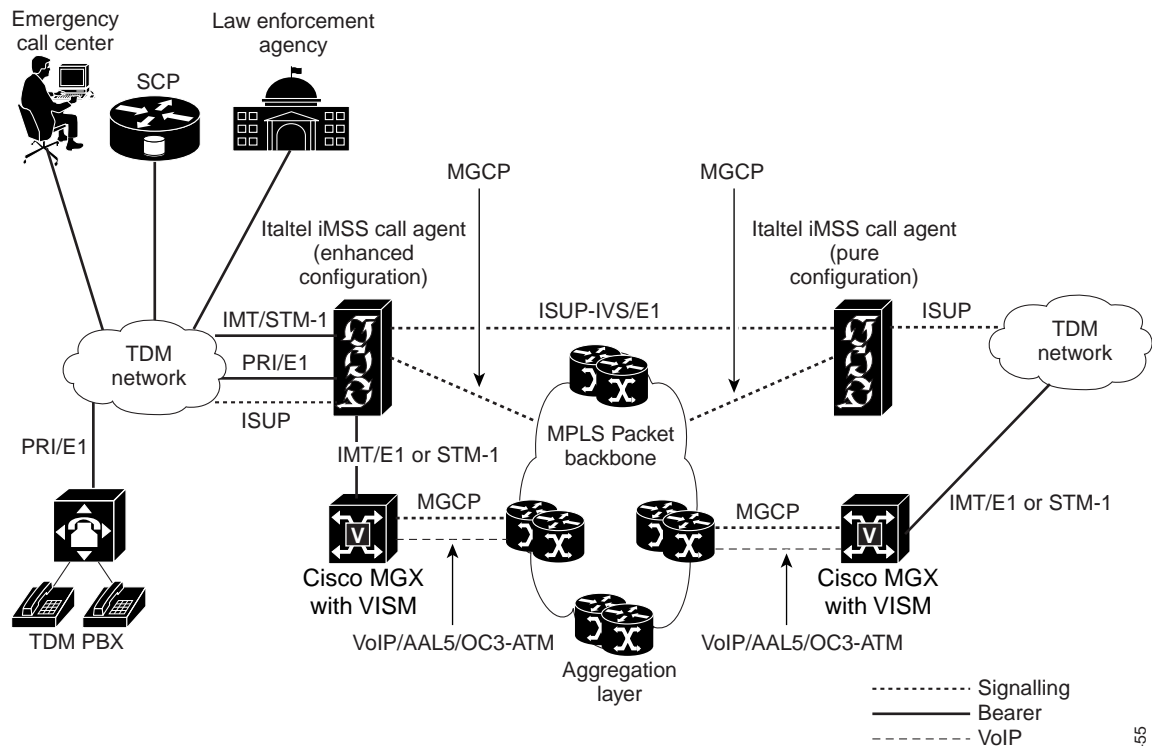 Emergency
call center
Law enforcement
agency
SCP
MGCP
MGCP
Italtel iMSS call agent
(enhanced
configuration)
Italtel iMSS call agent
(pure
configuration)
IMT/STM-1
ISUP-IVS/E1
ISUP
TDM
network
TDM
network
PRI/E1
ISUP
MPLS Packet
backbone
PRI/E1
IMT/E1 or STM-1
MGCP
MGCP
IMT/E1 or STM-1
V
V
Cisco MGX
with VISM
Cisco MGX
with VISM
TDM PBX
VoIP/AAL5/OC3-ATM
VoIP/AAL5/OC3-ATM
Aggregation
layer
Signalling
Bearer
VoIP
55